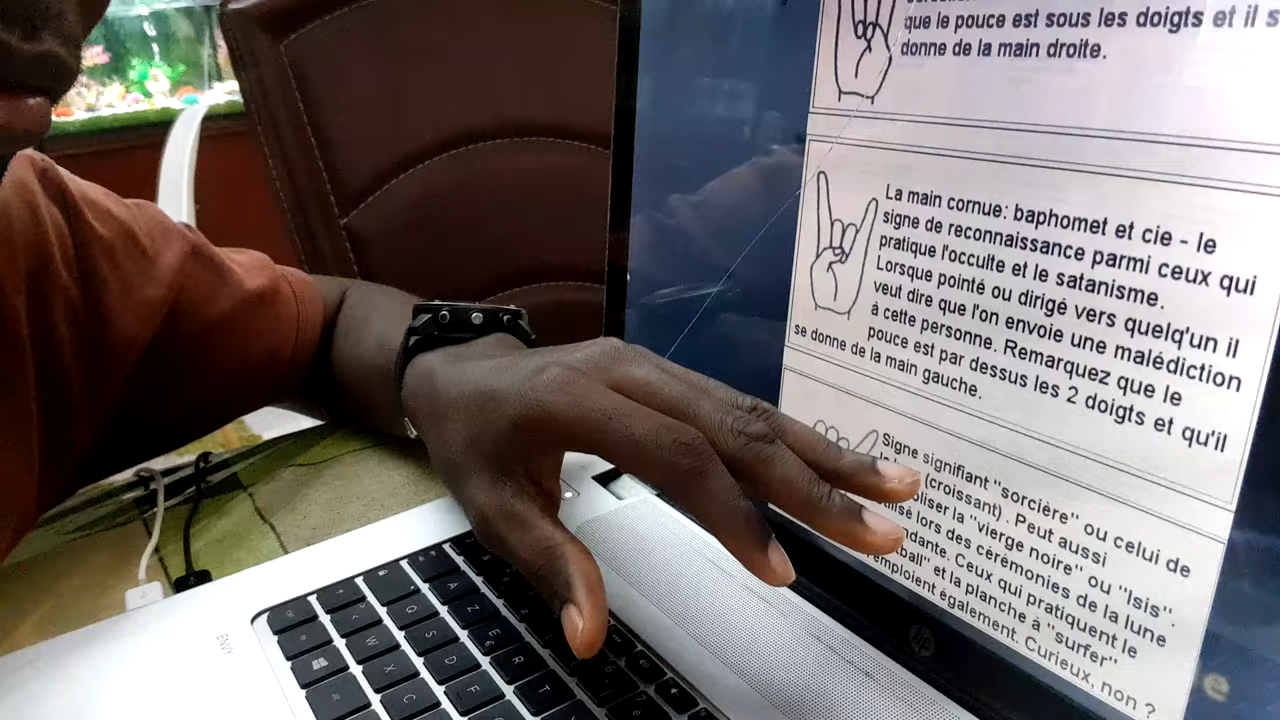 que le pouce est sous les doigts et il s
donne de la main droite.
La main cornue: baphomet et cie - le
signe de reconnaissance parmi ceux qui
pratique l'occulte et le satanisme.
Lorsque pointé ou dirigé vers quelq'un il
veut dire que l'on envoie une malédiction
à cette personne. Remarquez que le
pouce est par dessus les 2 doigts et qu'il
se donne de la main gauche.
Signe signifiant "sorcière" ou celui de
(croissant). Peut aussi
"vierge noire" ou "Isis".
lors des cérémonies de la lune
Ceux qui pratiquent le
et la planche à "surfer"
emploient également. Curieux, non ?
ENVY
hp
A
Q
Z
W
S
E
X
D
R
C
F
T